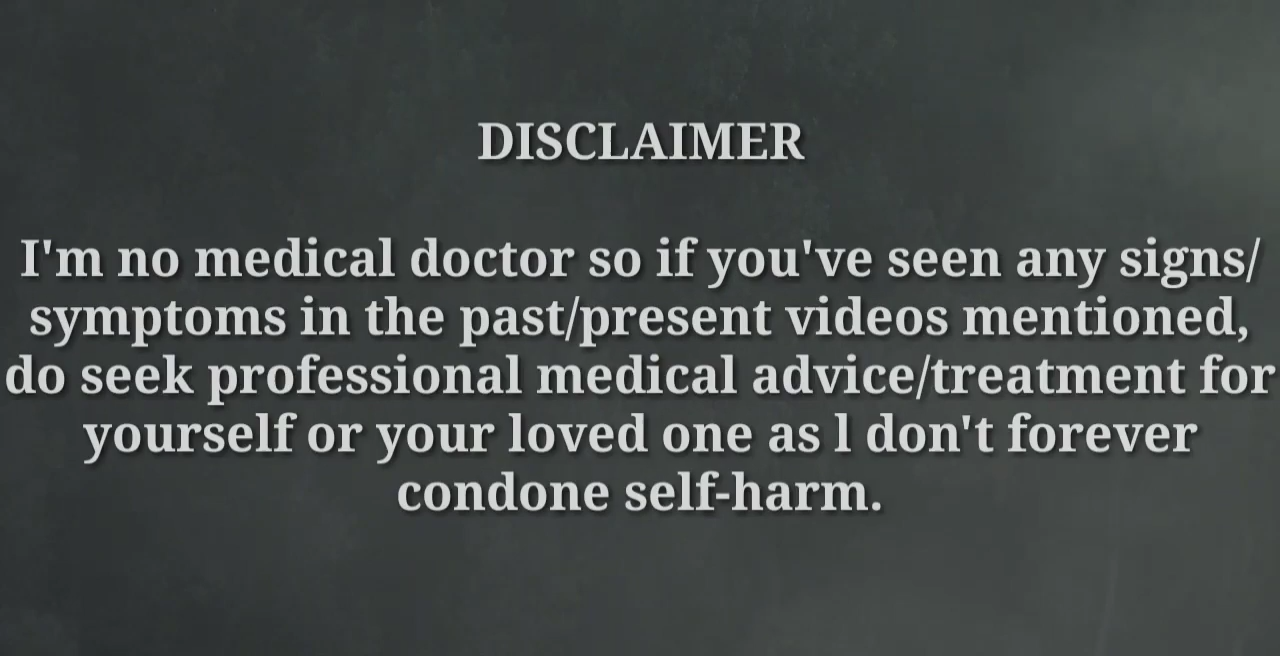 DISCLAIMER
I'm no medical doctor so if you've seen any signs/
symptoms in the past/present videos mentioned,
do seek professional medical advice/treatment for
yourself or your loved one as l don't forever
condone self-harm.